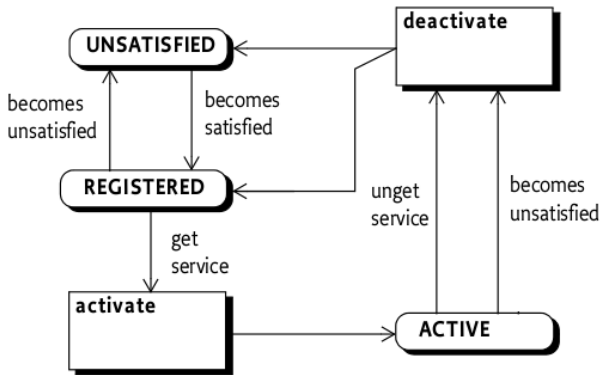 deactivate
UNSATISFIED
becomes
unsatisfied
becomes
satisfied
REGISTERED
unget
service
becomes
unsatisfied
get
service
activate
ACTIVE